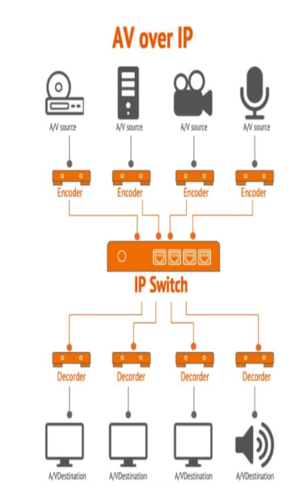 AV over IP
A/V source A/V source A/V source A/V source
Encoder Encoder Encoder Encoder
IP Switch
Decorder Decorder Decorder Decorder
A/VDestination A/VDestination A/VDestination A/VDestination